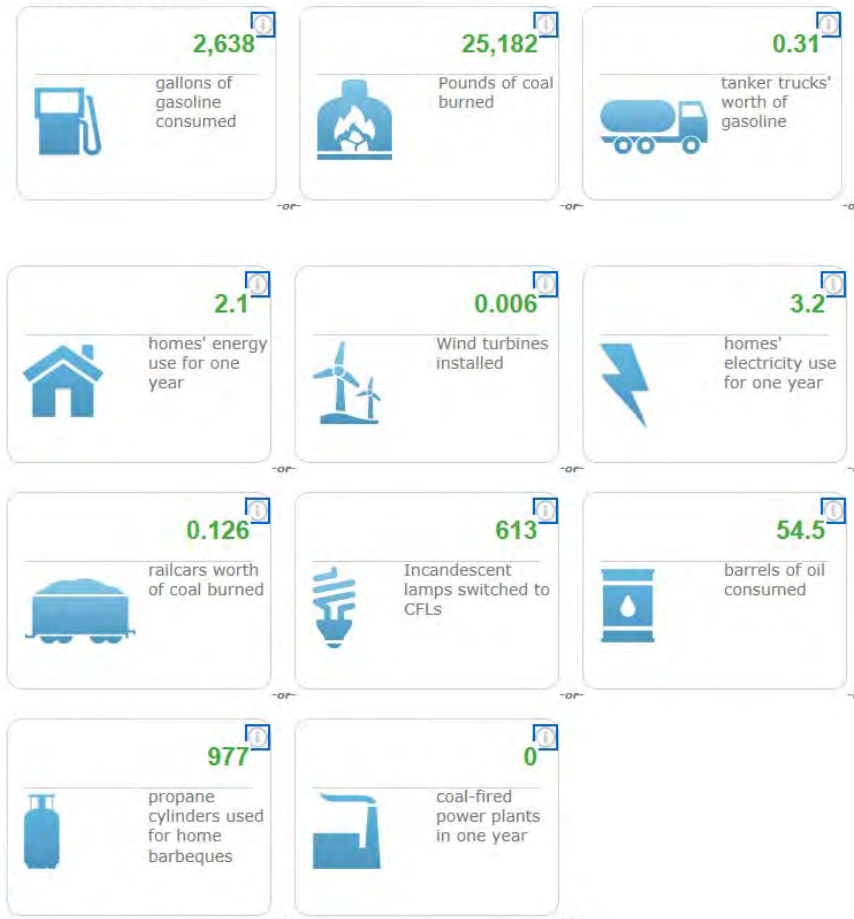 2,638
gallons of
gasoline
consumed
25,182
Pounds of coal
burned
0.31
tanker trucks'
worth of
gasoline
-or-
-or-
2.1
homes' energy
use for one
year
0.006
Wind turbines
installed
3.2
homes'
electricity use
for one year
-or-
-or-
0.126
railcars worth
of coal burned
613
Incandescent
lamps switched to
CFLs
54.5
barrels of oil
consumed
-or-
-or-
977
propane
cylinders used
for home
barbeques
0
coal-fired
power plants
in one year